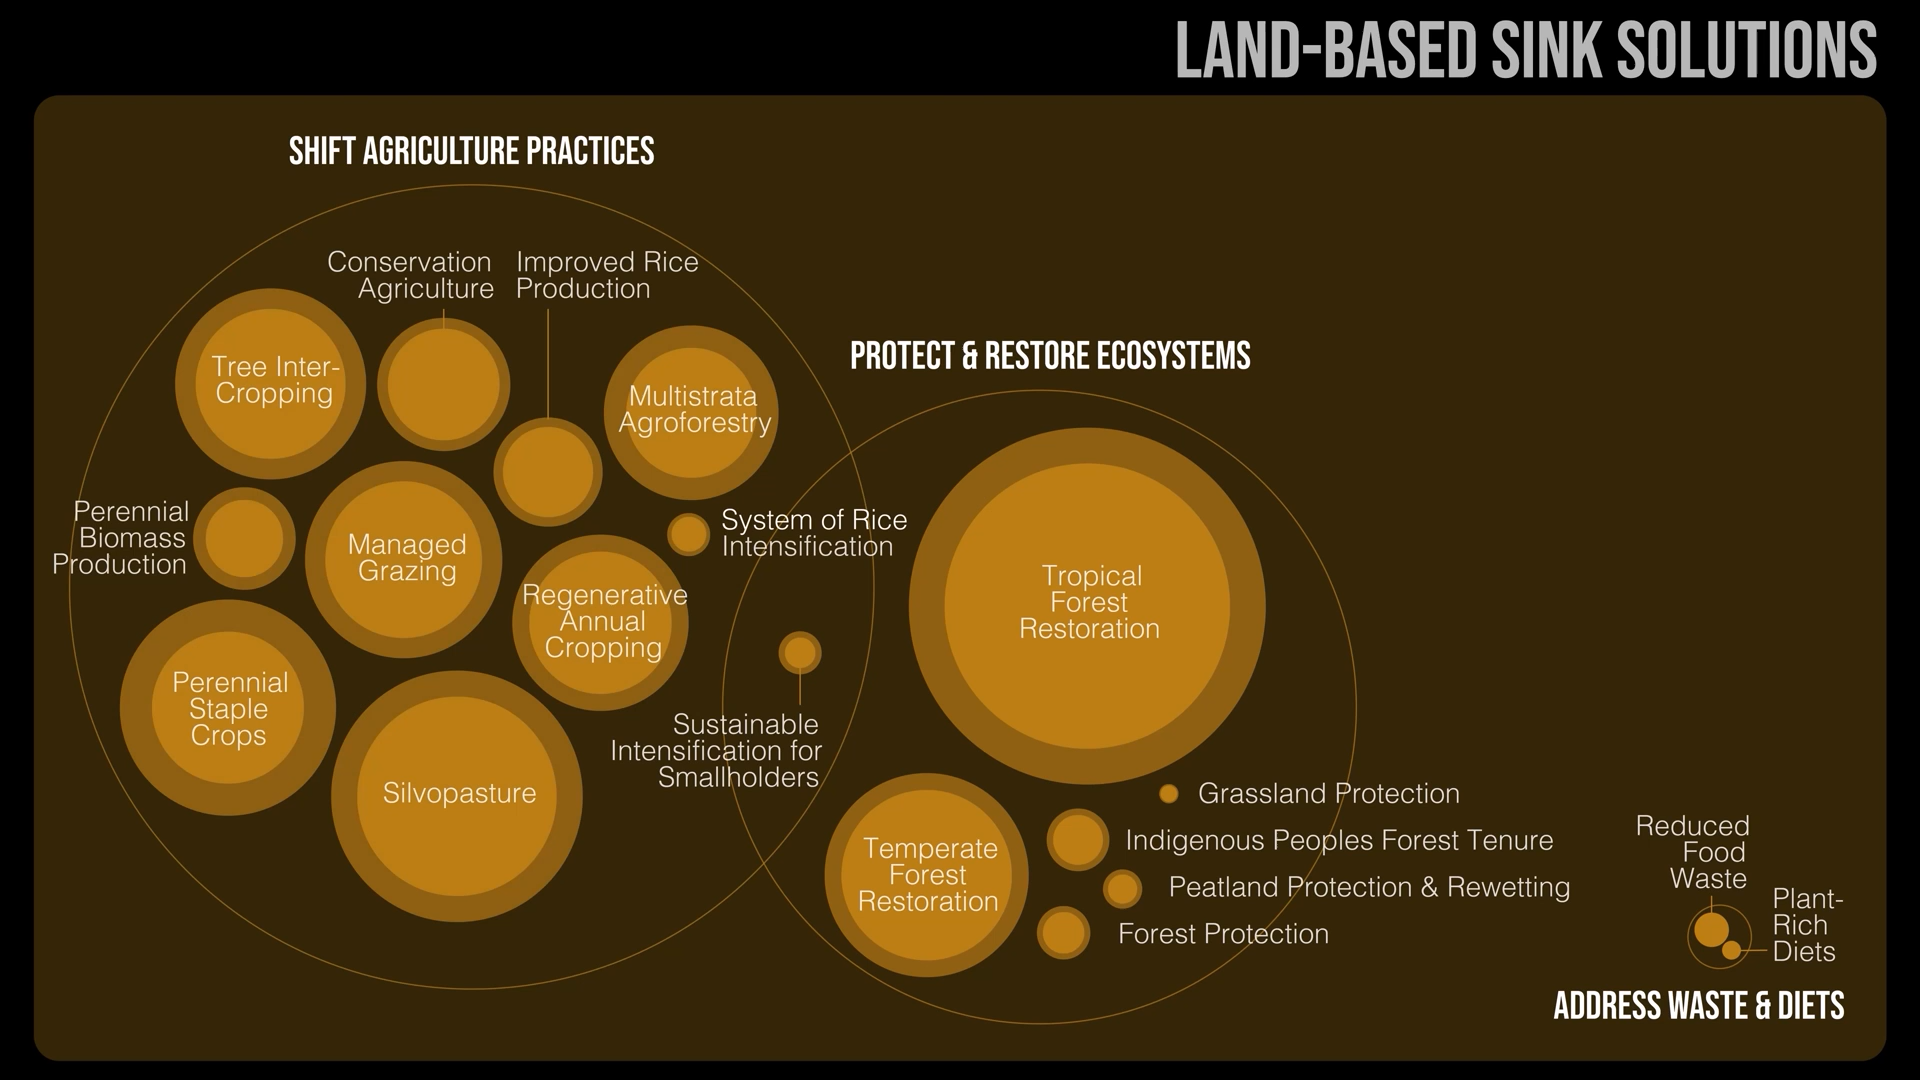 LAND-BASED SINK SOLUTIONS
SHIFT AGRICULTURE PRACTICES
Conservation
Agriculture
Improved Rice
Production
Tree Inter-
Cropping
Multistrata
Agroforestry
Perennial
Biomass
Production
Managed
Grazing
System of Rice
Intensification
Regenerative
Annual
Cropping
Perennial
Staple
Crops
Silvopasture
Sustainable
Intensification for
Smallholders
PROTECT & RESTORE ECOSYSTEMS
Tropical
Forest
Restoration
Temperate
Forest
Restoration
Grassland Protection
Indigenous Peoples Forest Tenure
Peatland Protection & Rewetting
Forest Protection
Reduced
Food
Waste
Plant-
Rich
Diets
ADDRESS WASTE & DIETS